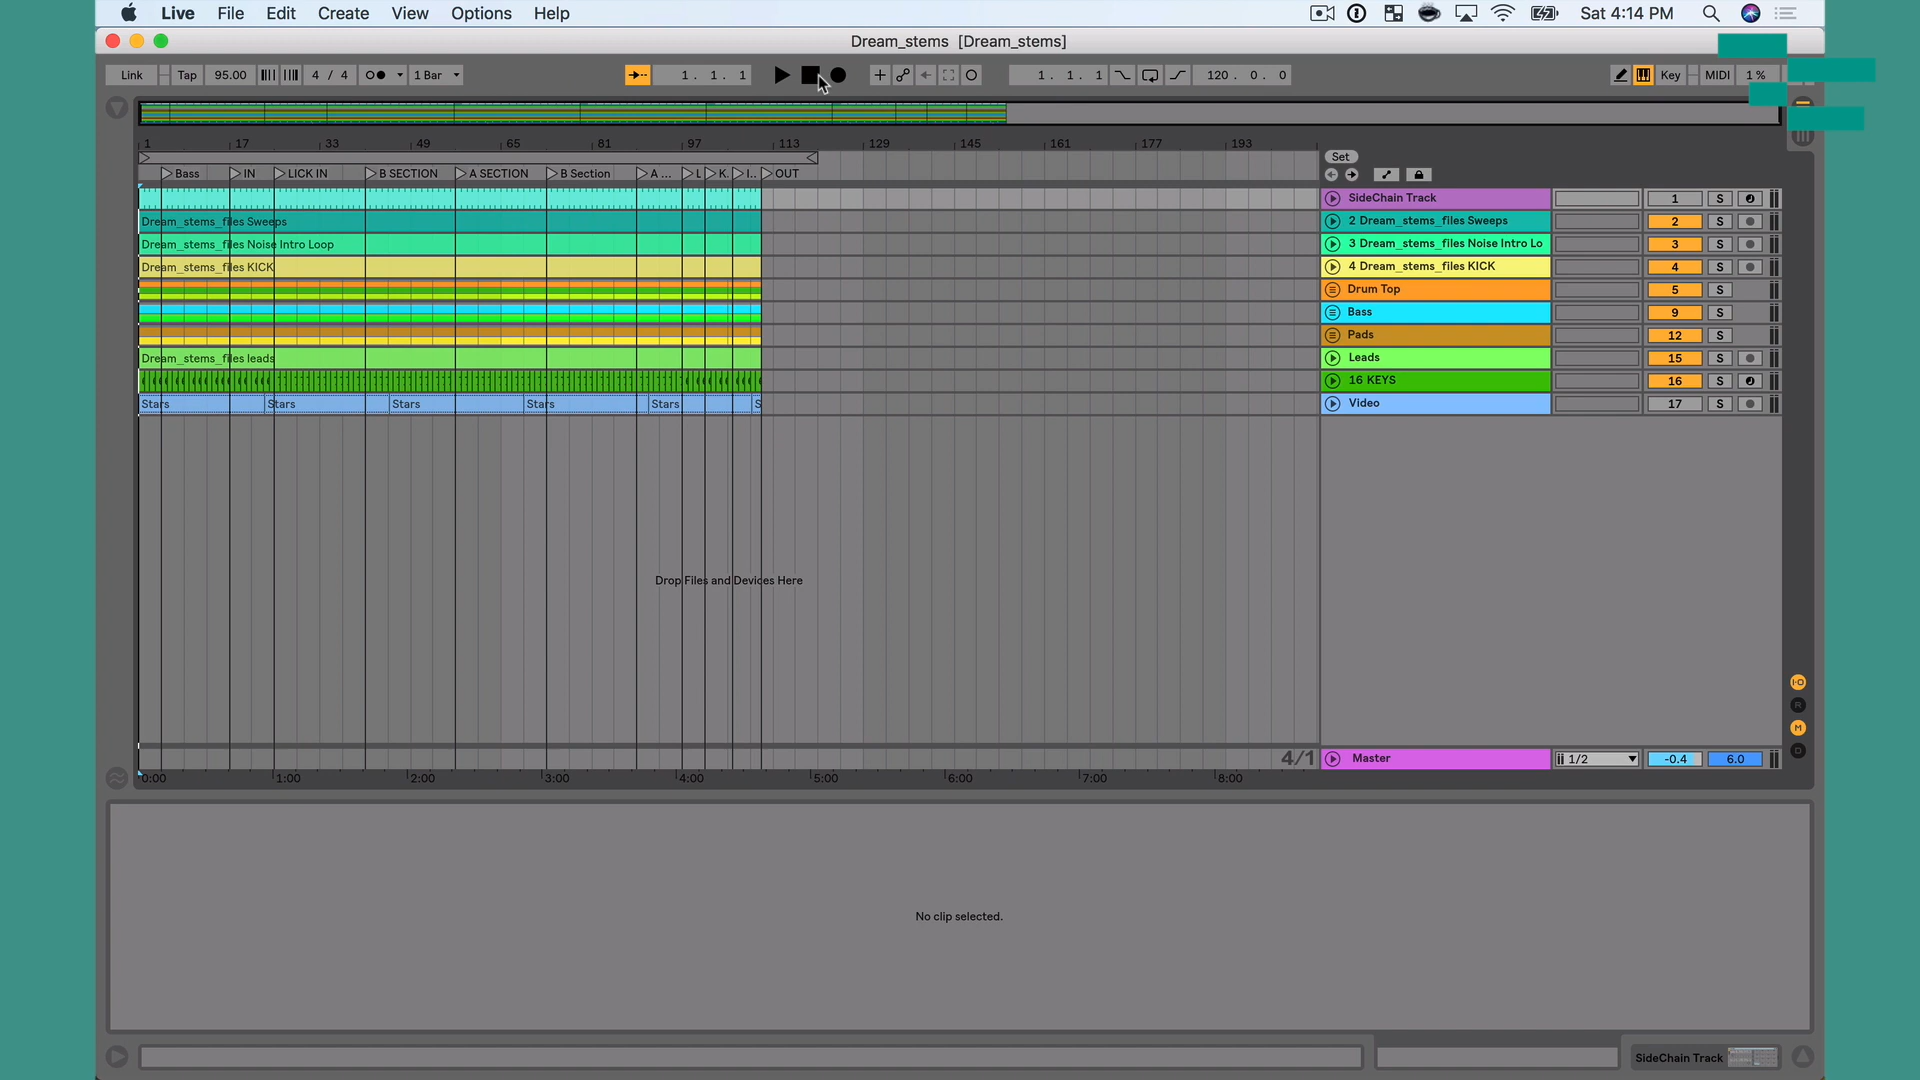 Live File Edit Create View Options Help Sat 4:14 PM
Dream_stems [Dream_stems]
Link Tap 95.00 4 / 4 1 Bar 1. 1. 1 1. 1. 1 120. 0. 0 Key MIDI 1 %
1 17 33 49 65 81 97 113 129 145 161 177 193
Set
Bass IN LICK IN B SECTION A SECTION B Section A ... L K. I.. OUT
SideChain Track 1 S
Dream_stems_files Sweeps 2 Dream_stems_files Sweeps 2 S
Dream_stems_files Noise Intro Loop 3 Dream_stems_files Noise Intro Lo 3 S
Dream_stems_files KICK 4 Dream_stems_files KICK 4 S
Drum Top 5 S
Bass 9 S
Pads 12 S
Dream_stems_files leads Leads 15 S
16 KEYS 16 S
Stars Stars Stars Stars Stars S Video 17 S
Drop Files and Devices Here
I·O
R
M
D
4/1 Master 1/2 -0.4 6.0
0:00 1:00 2:00 3:00 4:00 5:00 6:00 7:00 8:00
No clip selected.
SideChain Track